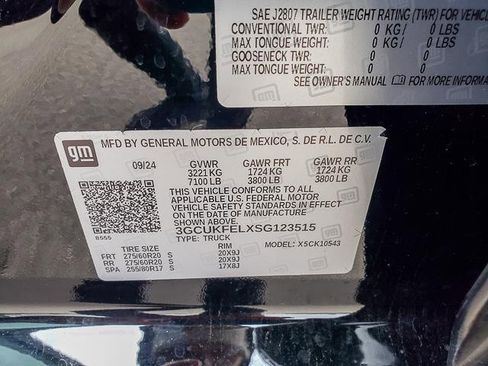 SAE J2807 TRAILER WEIGHT RATING (TWR) FOR VEHICL
CONVENTIONAL TWR: 0 KG / 0 LBS
MAX TONGUE WEIGHT: 0 KG / 0 LBS
GOOSENECK TWR: 0 0
MAX TONGUE WEIGHT: 0 0
SEE OWNER'S MANUAL FOR MORE INFORMA
gm
MFD BY GENERAL MOTORS DE MEXICO, S. DE R.L. DE C.V.
09/24 GVWR GAWR FRT GAWR RR
3221 KG 1724 KG 1724 KG
7100 LB 3800 LB 3800 LB
THIS VEHICLE CONFORMS TO ALL
APPLICABLE U.S. FEDERAL MOTOR
VEHICLE SAFETY STANDARDS IN
EFFECT ON THE DATE OF MANUFACTURE
SHOWN ABOVE.
3GCUKFELXSG123515
TYPE: TRUCK MODEL: X5CK10543
TIRE SIZE RIM
FRT 275/60R20 S 20X9J
RR 275/60R20 S 20X9J
SPA 255/80R17 S 17X8J